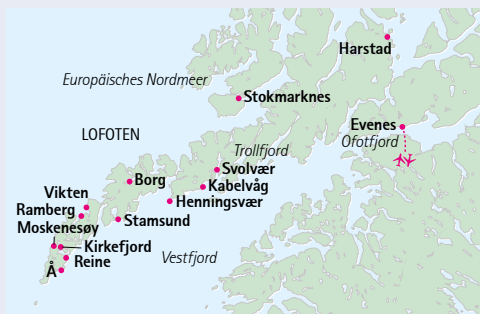 Harstad
Europäisches Nordmeer
Stokmarknes
Evenes
Ofotfjord
LOFOTEN
Trollfjord
Svolvær
Borg
Kabelvåg
Vikten
Henningsvær
Ramberg
Stamsund
Moskenesøy
Kirkefjord
Vestfjord
Reine
Å